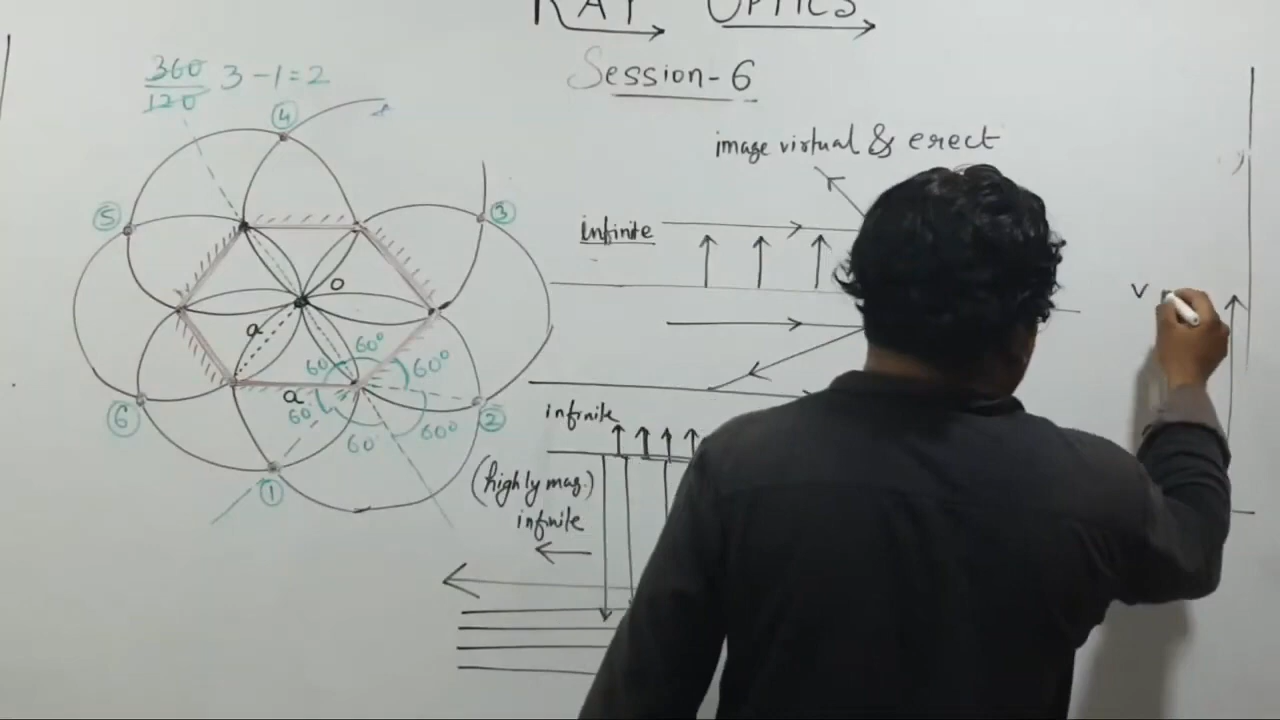 RAY OPTICS
Session-6
360/120 3-1=2
image virtual & erect
infinite
④
⑤
③
o
a
60°
60
60°
a
60
60
60°
⑥
②
①
infinite
(highly mag.)
infinite
v